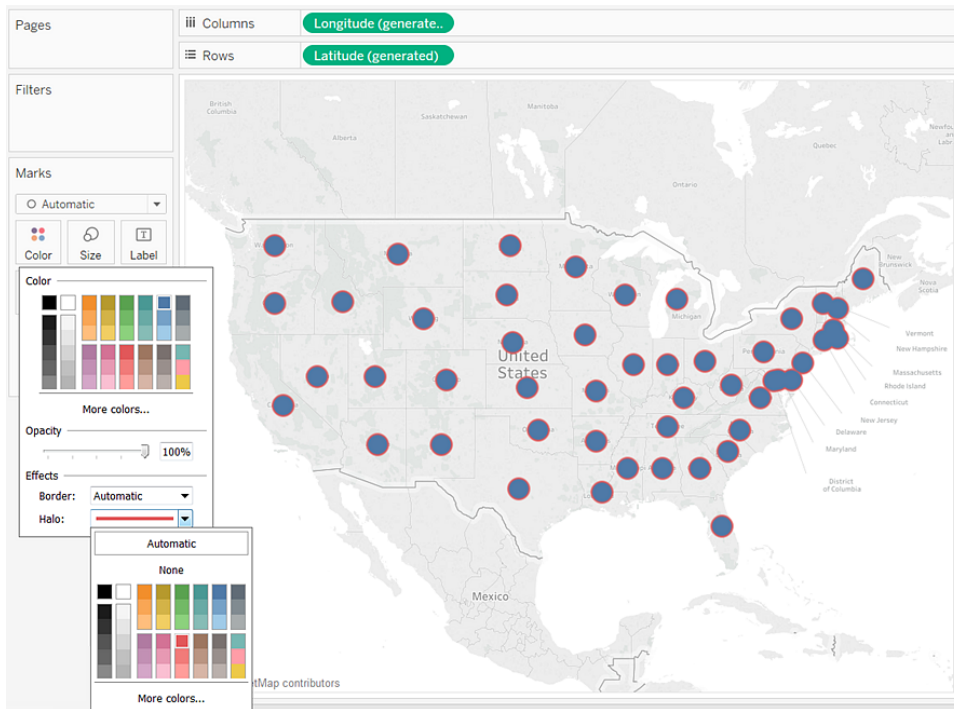 Pages
iii Columns
Longitude (generate..
Rows
Latitude (generated)
Filters
Marks
Automatic
Color
Size
T
Label
Color
More colors...
Opacity
100%
Effects
Border:
Automatic
Halo:
Automatic
None
More colors...
British
Columbia
Alberta
Saskatchewan
Manitoba
Ontario
Quebec
New
Brunswick
Nova
Scotia
Michigan
United
States
Vermont
New Hampshire
Massachusetts
Rhode Island
Connecticut
New Jersey
Delaware
Maryland
District
of Columbia
Mexico
etMap contributors